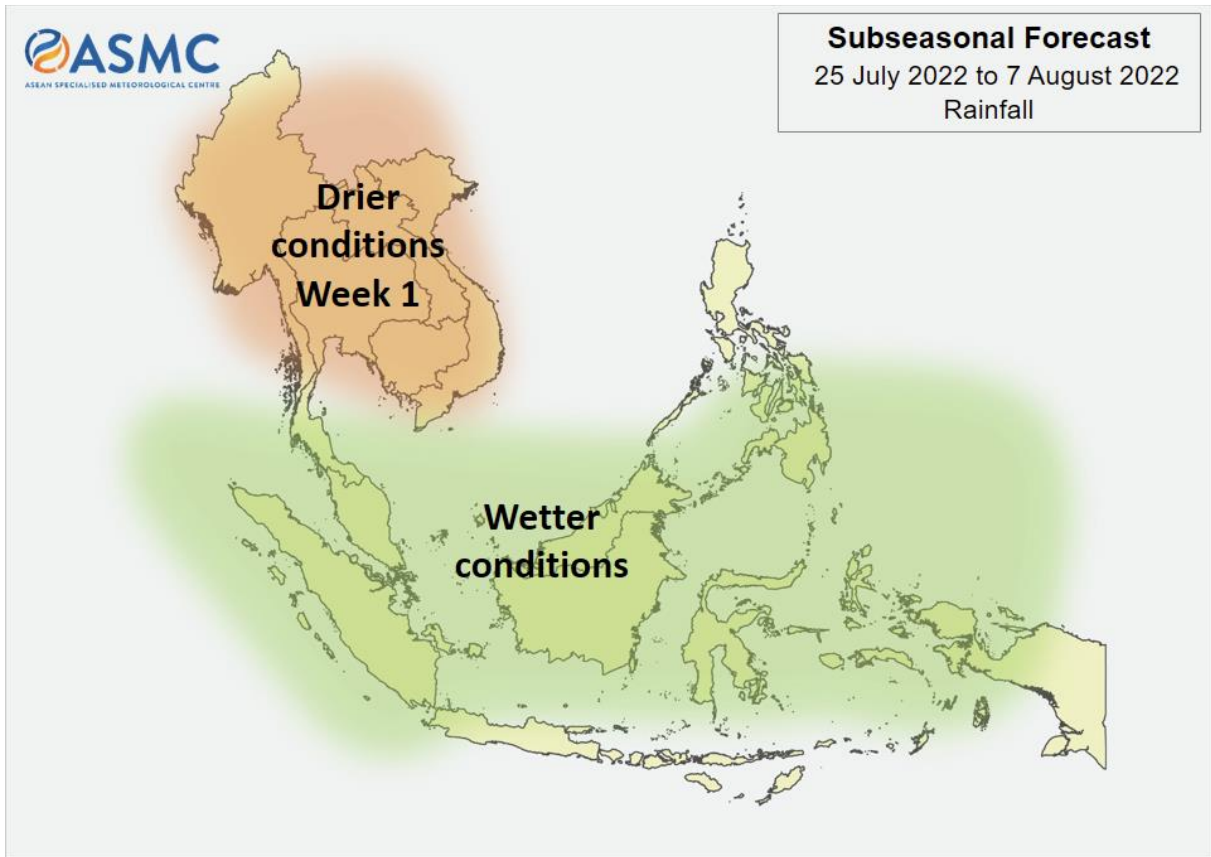 ASMC
ASEAN SPECIALISED METEOROLOGICAL CENTRE
Subseasonal Forecast
25 July 2022 to 7 August 2022
Rainfall
Drier
conditions
Week 1
Wetter
conditions